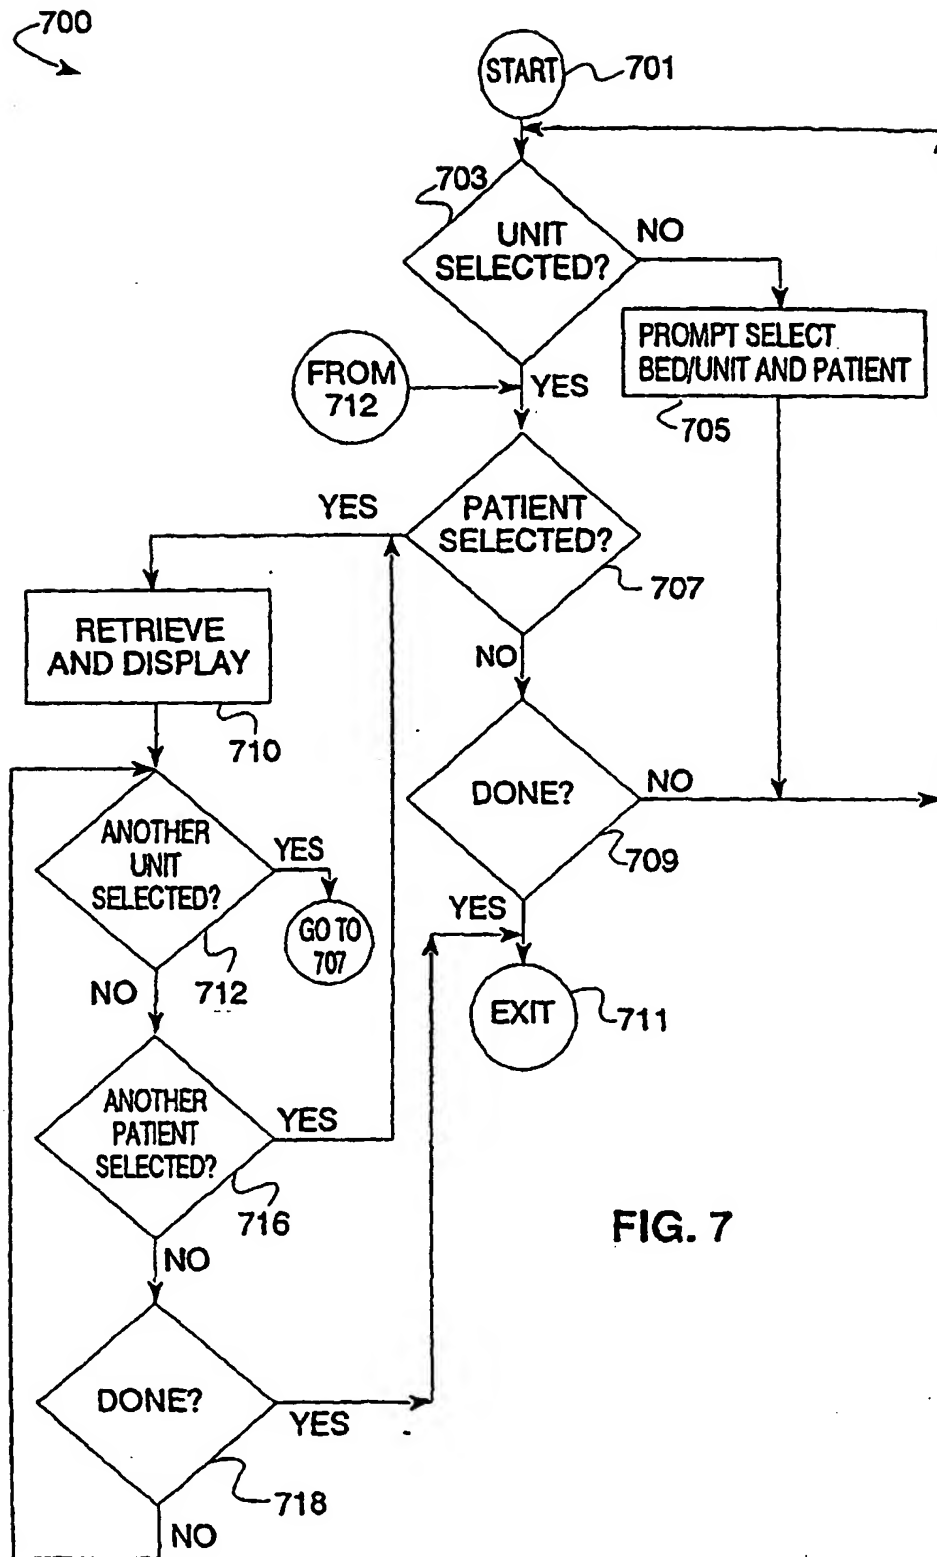 700
START
701
703
UNIT
SELECTED?
NO
PROMPT SELECT
BED/UNIT AND PATIENT
705
FROM
712
YES
YES
PATIENT
SELECTED?
707
RETRIEVE
AND DISPLAY
710
NO
DONE?
NO
709
ANOTHER
UNIT
SELECTED?
YES
GO TO
707
712
NO
YES
EXIT
711
ANOTHER
PATIENT
SELECTED?
YES
716
NO
FIG. 7
DONE?
YES
718
NO